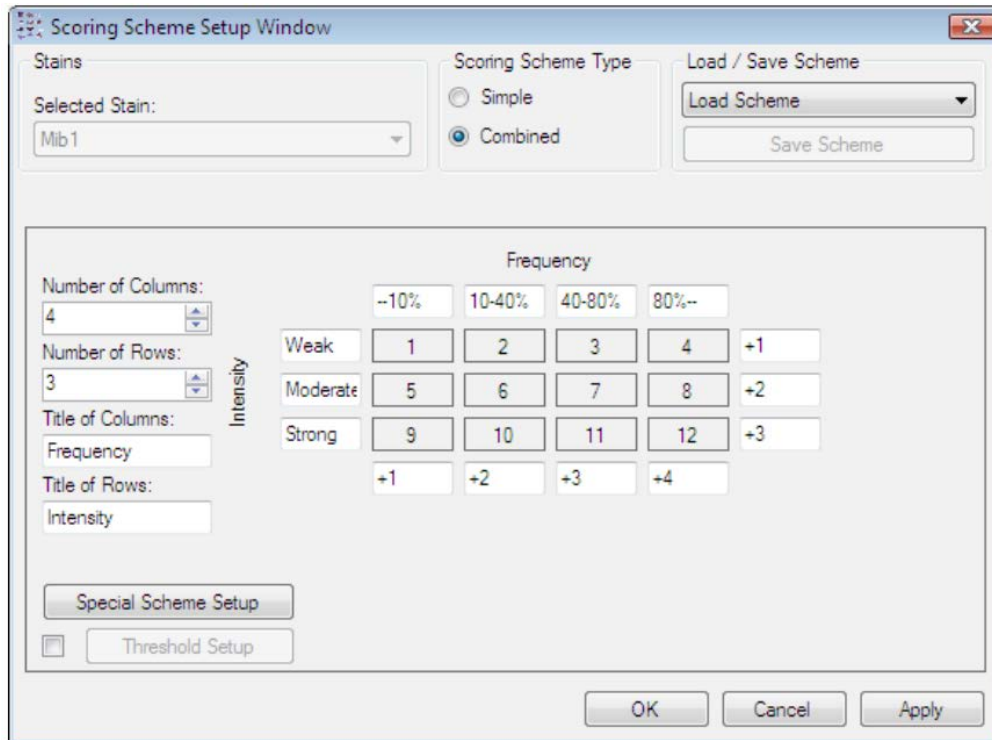 Scoring Scheme Setup Window
Stains
Scoring Scheme Type
Load / Save Scheme
Selected Stain:
Simple
Load Scheme
Mib1
Combined
Save Scheme
Frequency
Number of Columns:
--10% 10-40% 40-80% 80%--
4
Weak 1 2 3 4 +1
Number of Rows:
3
Intensity
Moderate 5 6 7 8 +2
Title of Columns:
Strong 9 10 11 12 +3
Frequency
+1 +2 +3 +4
Title of Rows:
Intensity
Special Scheme Setup
Threshold Setup
OK Cancel Apply